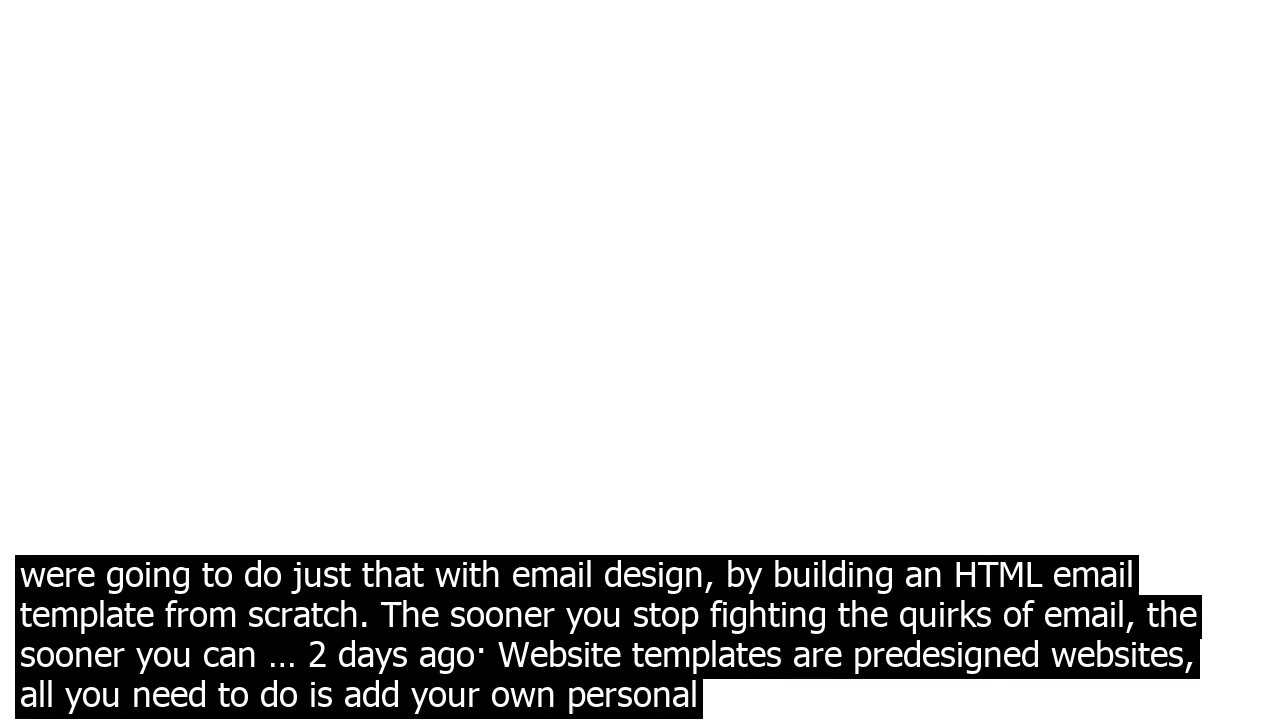 were going to do just that with email design, by building an HTML email
template from scratch. The sooner you stop fighting the quirks of email, the
sooner you can ... 2 days ago· Website templates are predesigned websites,
all you need to do is add your own personal